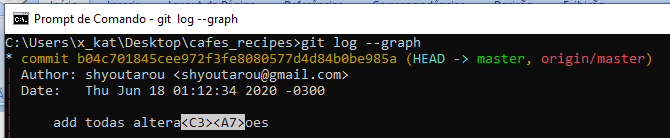 Prompt de Comando - git log --graph
C:\Users\x_kat\Desktop\cafes_recipes>git log --graph
* commit b04c701845cee972f3fe8080577d4d84b0be985a (HEAD -> master, origin/master)
| Author: shyoutarou <shyoutarou@gmail.com>
| Date:   Thu Jun 18 01:12:34 2020 -0300
|
|     add todas altera<C3><A7>oes